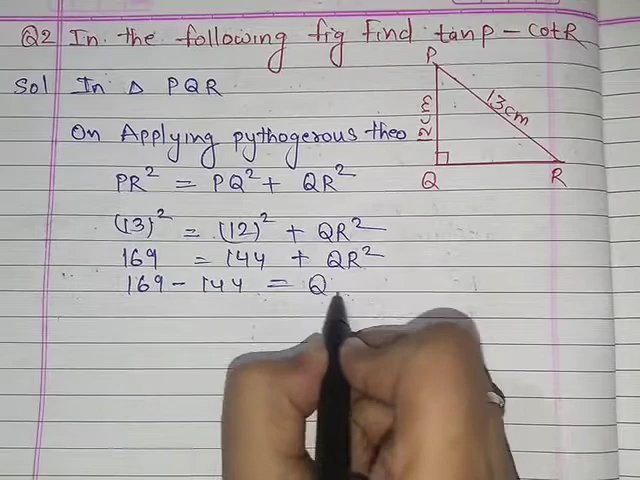 Q2 In the following fig Find tanP - cotR
Sol In △ PQR
On Applying pythogerous theo
PR² = PQ² + QR²
(13)² = (12)² + QR²
169 = 144 + QR²
169 - 144 = Q
P
12cm
13cm
Q
R